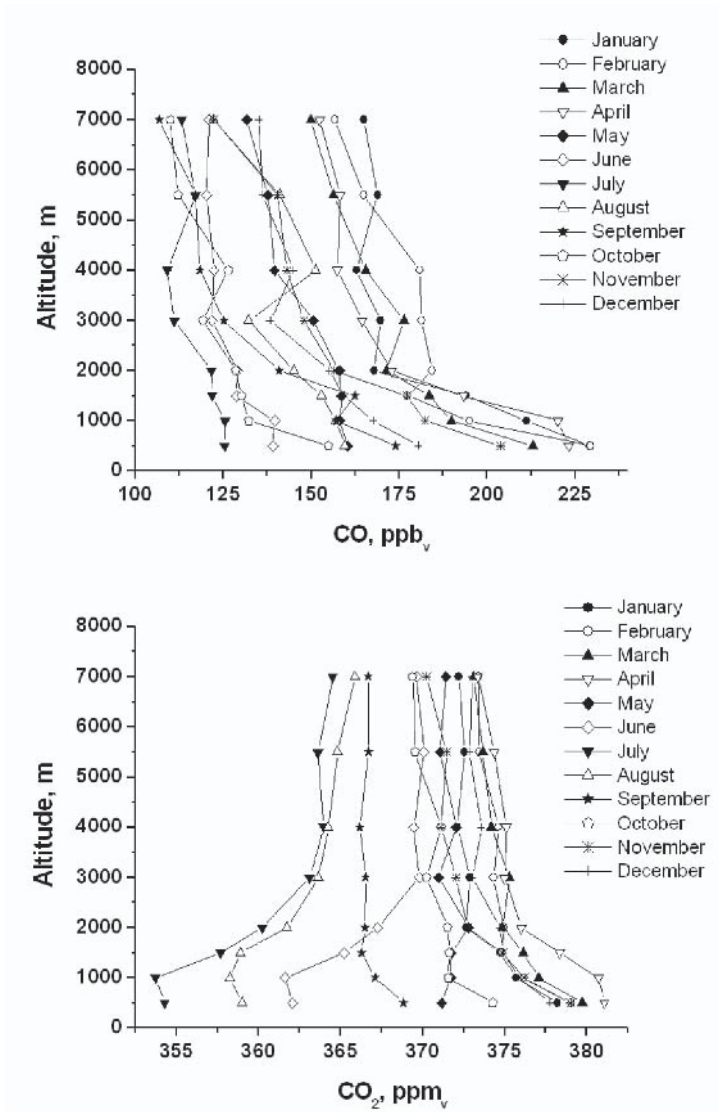 January
February
March
April
May
June
July
August
September
October
November
December
8000
7000
6000
5000
4000
3000
2000
1000
0
Altitude, m
100 125 150 175 200 225
CO, ppbv
January
February
March
April
May
June
July
August
September
October
November
December
8000
7000
6000
5000
4000
3000
2000
1000
0
Altitude, m
355 360 365 370 375 380
CO2, ppmv